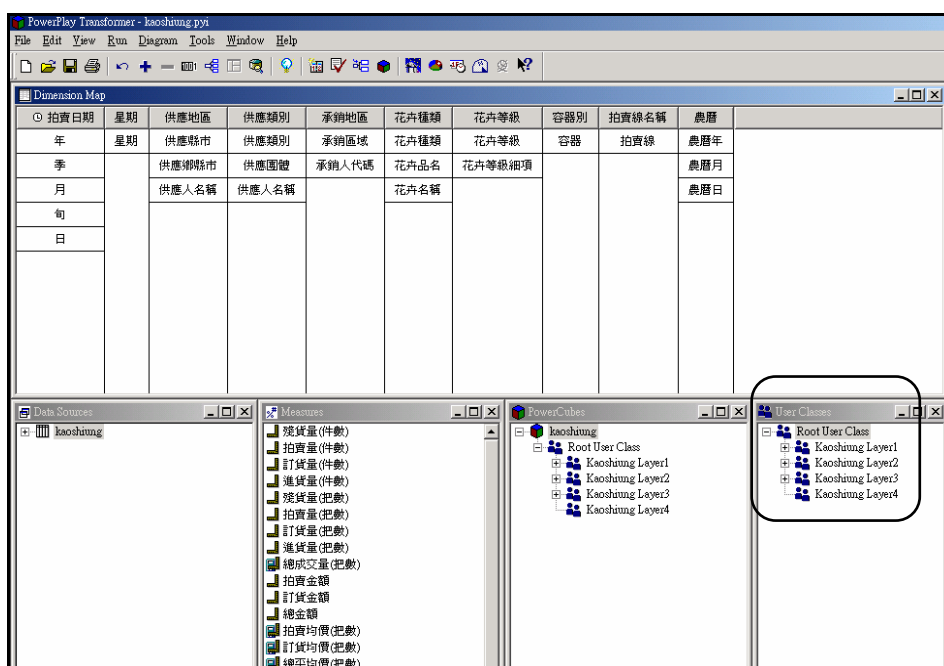 PowerPlay Transformer - kaoshiung.pyi
File Edit View Run Diagram Tools Window Help
Dimension Map
拍賣日期 星期 供應地區 供應類別 承銷地區 花卉種類 花卉等級 容器別 拍賣線名稱 農曆
年 星期 供應縣市 供應類別 承銷區域 花卉種類 花卉等級 容器 拍賣線 農曆年
季 供應鄉縣市 供應團體 承銷人代碼 花卉品名 花卉等級細項 農曆月
月 供應人名稱 供應人名稱 花卉名稱 農曆日
旬
日
Data Sources
kaoshiung
Measures
殘貨量(件數)
拍賣量(件數)
訂貨量(件數)
進貨量(件數)
殘貨量(把數)
拍賣量(把數)
訂貨量(把數)
進貨量(把數)
總成交量(把數)
拍賣金額
訂貨金額
總金額
拍賣均價(把數)
訂貨均價(把數)
總平均價(把數)
PowerCubes
kaoshiung
Root User Class
Kaoshiung Layer1
Kaoshiung Layer2
Kaoshiung Layer3
Kaoshiung Layer4
User Classes
Root User Class
Kaoshiung Layer1
Kaoshiung Layer2
Kaoshiung Layer3
Kaoshiung Layer4